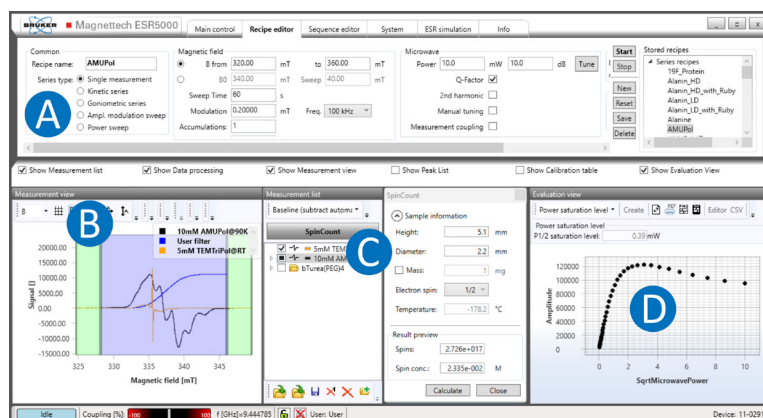 BRUKER Magnettech ESR5000
Main control Recipe editor Sequence editor System ESR simulation Info
Common Magnetic field Microwave Start Stored recipes
Recipe name: AMUPol B from 320.00 mT to 360.00 mT Power 10.0 mW 10.0 dB Tune Stop Series recipes
Series type: Single measurement B0 340.00 mT Sweep 40.00 mT Q-Factor 19F_Protein
Kinetic series Sweep Time 60 s 2nd harmonic New Alanin_HD
Goniometric series Modulation 0.20000 mT Freq. 100 kHz Manual tuning Reset Alanin_HD_with_Ruby
Ampl. modulation sweep Accumulations: 1 Measurement coupling Save Alanin_LD
Power sweep Delete Alanin_LD_with_Ruby
Alanine
AMUPol
A
Show Measurement list Show Data processing Show Measurement view Show Peak List Show Calibration table Show Evaluation View
Measurement view Measurement list SpinCount Evaluation view
B Baseline (subtract automa Sample information Power saturation level Create Editor CSV
B
10mM AMUPol@90K
User filter
5mM TEMTriPol@RT
Signal []
20000.00
15000.00
10000.00
5000.00
0.00
-5000.00
-10000.00
-15000.00
325 330 335 340 345
Magnetic field [mT]
SpinCount
5mM TEMT
10mM AM
bTurea(PEG)4
C
Height: 5.1 mm
Diameter: 2.2 mm
Mass: 1 mg
Electron spin: 1/2
Temperature: -178.2 °C
Result preview
Spins: 2.726e+017
Spin conc.: 2.335e-002 M
Calculate Close
Power saturation level
P1/2 saturation level: 0.39 mW
Amplitude
120000
100000
80000
60000
40000
20000
0
0 2 4 6 8 10
SqrtMicrowavePower
D
Idle Coupling [%]: -100 100 f [GHz]=9.444785 User: User Device: 11-0291